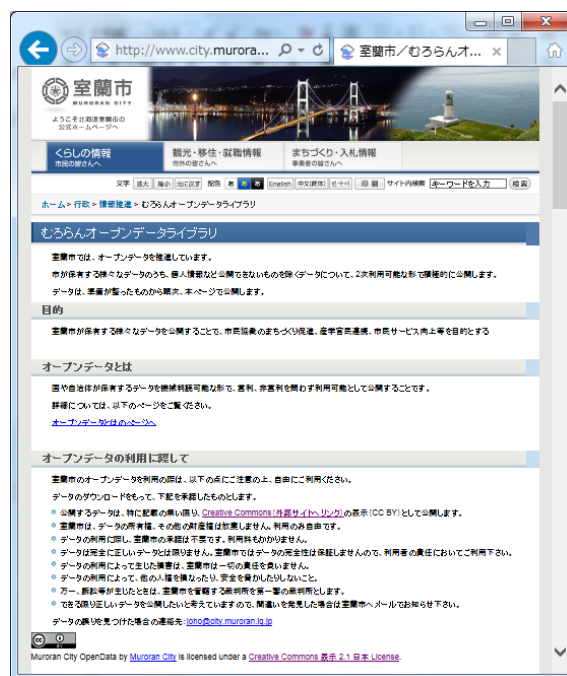 http://www.city.murora...
室蘭市／むろらんオ...
室蘭市
MURORAN CITY
ようこそ北海道室蘭市の
公式ホームページへ
くらしの情報
市民の皆さんへ
観光・移住・就職情報
市外の皆さんへ
まちづくり・入札情報
事業者の皆さんへ
文字 拡大 縮小 元に戻す 配色 あ あ あ English 中文(簡体) 한국어 印刷 サイト内検索 キーワードを入力 検索
ホーム> 行政 > 情報推進 > むろらんオープンデータライブラリ
むろらんオープンデータライブラリ
室蘭市では、オープンデータを推進しています。
市が保有する様々なデータのうち、個人情報など公開できないものを除くデータについて、2次利用可能な形で積極的に公開します。
データは、準備が整ったものから順次、本ページで公開します。
目的
室蘭市が保有する様々なデータを公開することで、市民協働のまちづくり促進、産学官民連携、市民サービス向上等を目的とする
オープンデータとは
国や自治体が保有するデータを機械判読可能な形で、営利、非営利を問わず利用可能として公開することです。
詳細については、以下のページをご覧ください。
オープンデータとはのページへ
オープンデータの利用に際して
室蘭市のオープンデータを利用の際は、以下の点にご注意の上、自由にご利用ください。
データのダウンロードをもって、下記を承諾したものとします。
公開するデータは、特に記載の無い限り、Creative Commons(外部サイトへリンク)の表示(CC BY)として公開します。
室蘭市は、データの所有権、その他の財産権は放棄しません。利用のみ自由です。
データの利用に際し、室蘭市の承諾は不要です。利用料もかかりません。
データは完全に正しいデータとは限りません。室蘭市ではデータの完全性は保証しませんので、利用者の責任においてご利用下さい。
データの利用によって生じた損害は、室蘭市は一切の責任を負いません。
データの利用によって、他の人権を損なったり、安全を脅かしたりしないこと。
万一、訴訟等が生じたときは、室蘭市を管轄する裁判所を第一審の裁判所とします。
できる限り正しいデータを公開したいと考えていますので、間違いを発見した場合は室蘭市へメールでお知らせ下さい。
データの誤りを見つけた場合の連絡先:joho@city.muroran.lg.jp
Muroran City OpenData by Muroran City is licensed under a Creative Commons 表示 2.1 日本 License.